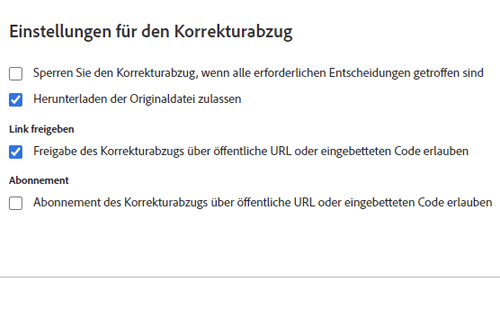 Einstellungen für den Korrekturabzug
Sperren Sie den Korrekturabzug, wenn alle erforderlichen Entscheidungen getroffen sind
Herunterladen der Originaldatei zulassen
Link freigeben
Freigabe des Korrekturabzugs über öffentliche URL oder eingebetteten Code erlauben
Abonnement
Abonnement des Korrekturabzugs über öffentliche URL oder eingebetteten Code erlauben